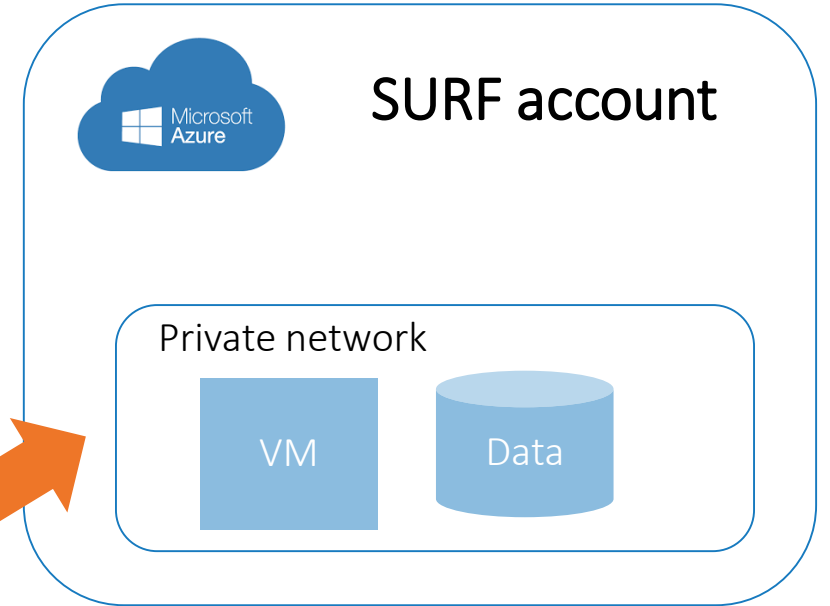 Microsoft
Azure
SURF account
Private network
VM
Data